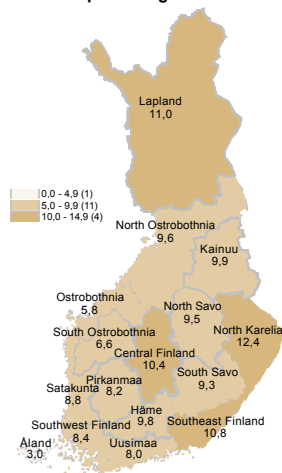 Lapland
11,0
0,0 - 4,9 (1)
5,0 - 9,9 (11)
10,0 - 14,9 (4)
North Ostrobothnia
9,6
Kainuu
9,9
Ostrobothnia
5,8
North Savo
9,5
South Ostrobothnia
6,6
North Karelia
12,4
Central Finland
10,4
South Savo
9,3
Pirkanmaa
8,2
Satakunta
8,8
Häme
9,8
Southeast Finland
10,8
Southwest Finland
8,4
Åland
3,0
Uusimaa
8,0